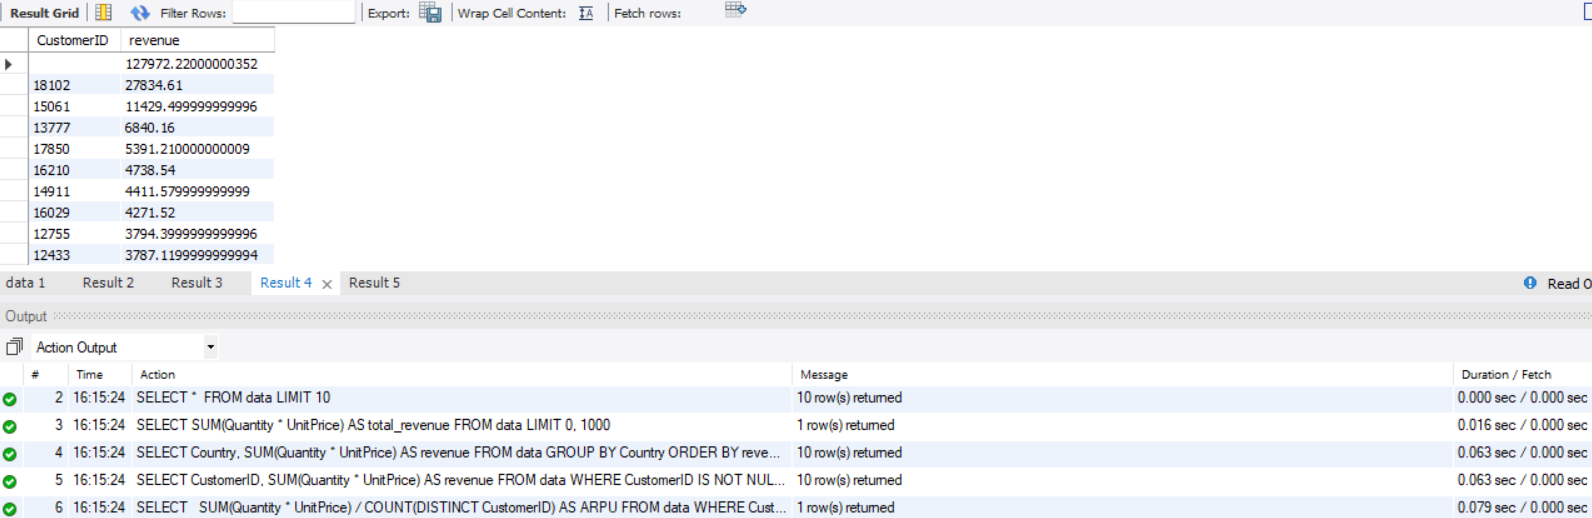 Result Grid Filter Rows: Export: Wrap Cell Content: Fetch rows:
CustomerID revenue
127972.22000000352
18102 27834.61
15061 11429.499999999996
13777 6840.16
17850 5391.210000000009
16210 4738.54
14911 4411.579999999999
16029 4271.52
12755 3794.3999999999996
12433 3787.1199999999994
data 1 Result 2 Result 3 Result 4 × Result 5 Read O
Output
Action Output
# Time Action Message Duration / Fetch
2 16:15:24 SELECT * FROM data LIMIT 10 10 row(s) returned 0.000 sec / 0.000 sec
3 16:15:24 SELECT SUM(Quantity * UnitPrice) AS total_revenue FROM data LIMIT 0, 1000 1 row(s) returned 0.016 sec / 0.000 sec
4 16:15:24 SELECT Country, SUM(Quantity * UnitPrice) AS revenue FROM data GROUP BY Country ORDER BY reve... 10 row(s) returned 0.063 sec / 0.000 sec
5 16:15:24 SELECT CustomerID, SUM(Quantity * UnitPrice) AS revenue FROM data WHERE CustomerID IS NOT NUL... 10 row(s) returned 0.063 sec / 0.000 sec
6 16:15:24 SELECT SUM(Quantity * UnitPrice) / COUNT(DISTINCT CustomerID) AS ARPU FROM data WHERE Cust... 1 row(s) returned 0.079 sec / 0.000 sec